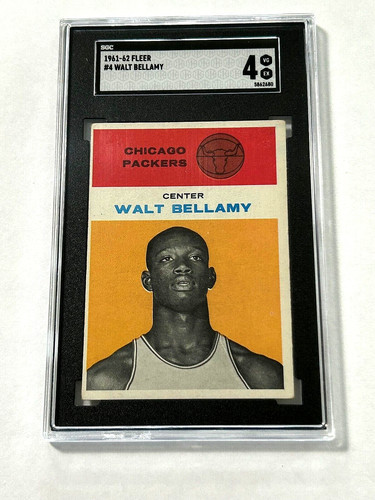 SGC
1961-62 FLEER
#4 WALT BELLAMY
4
VG
EX
5862680
CHICAGO
PACKERS
CENTER
WALT BELLAMY